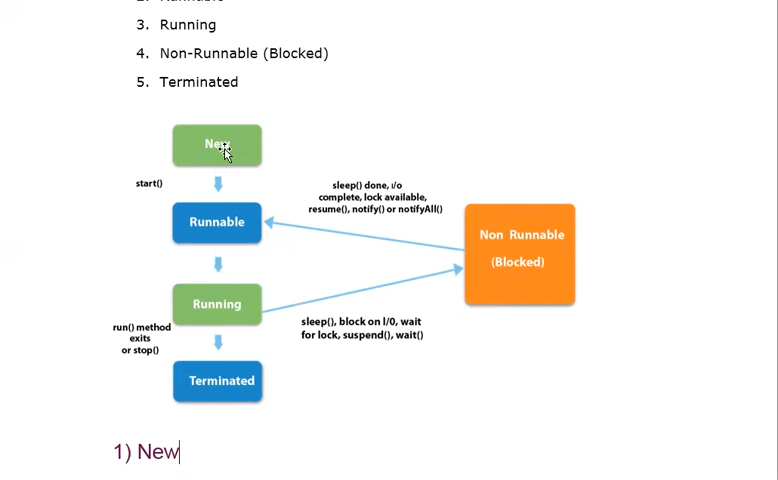 3. Running
4. Non-Runnable (Blocked)
5. Terminated
New
start()
sleep() done, i/o
complete, lock available,
resume(), notify() or notifyAll()
Runnable
Non Runnable
(Blocked)
Running
sleep(), block on I/0, wait
for lock, suspend(), wait()
run() method
exits
or stop()
Terminated
1) New